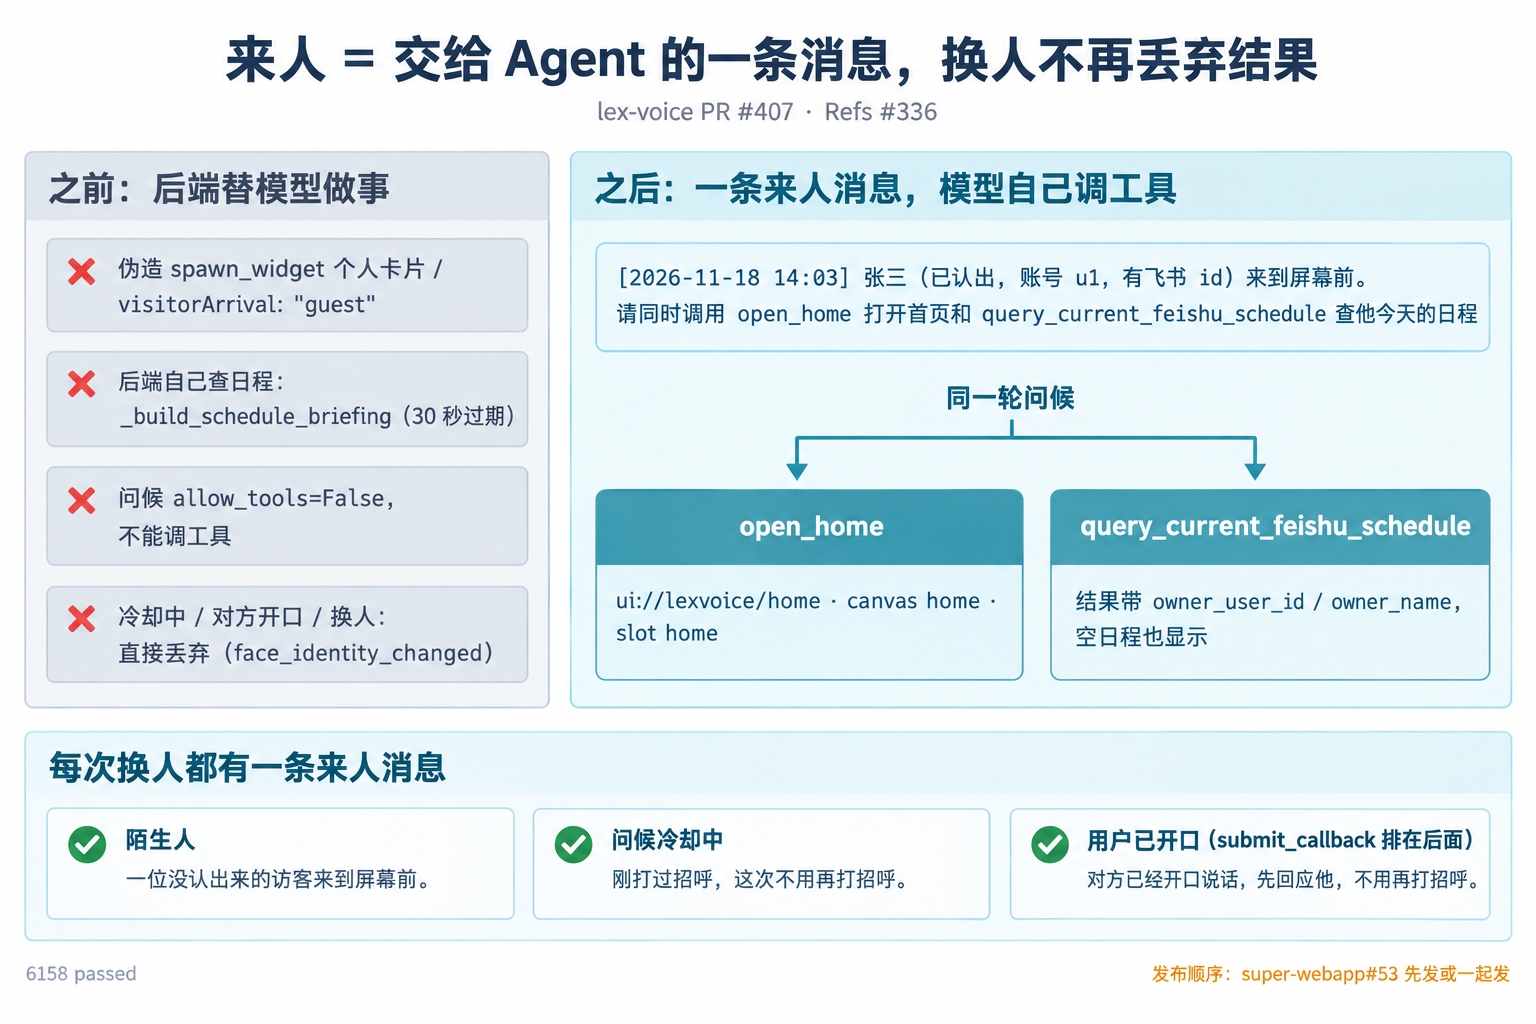 来人 = 交给 Agent 的一条消息，换人不再丢弃结果
lex-voice PR #407 · Refs #336
之前：后端替模型做事
伪造 spawn_widget 个人卡片 /
visitorArrival: "guest"
后端自己查日程：
_build_schedule_briefing（30 秒过期）
问候 allow_tools=False，
不能调工具
冷却中 / 对方开口 / 换人：
直接丢弃（face_identity_changed）
之后：一条来人消息，模型自己调工具
[2026-11-18 14:03] 张三（已认出，账号 u1，有飞书 id）来到屏幕前。
请同时调用 open_home 打开首页和 query_current_feishu_schedule 查他今天的日程
同一轮问候
open_home
ui://lexvoice/home · canvas home ·
slot home
query_current_feishu_schedule
结果带 owner_user_id / owner_name，
空日程也显示
每次换人都有一条来人消息
陌生人
一位没认出来的访客来到屏幕前。
问候冷却中
刚打过招呼，这次不用再打招呼。
用户已开口（submit_callback 排在后面）
对方已经开口说话，先回应他，不用再打招呼。
6158 passed
发布顺序：super-webapp#53 先发或一起发